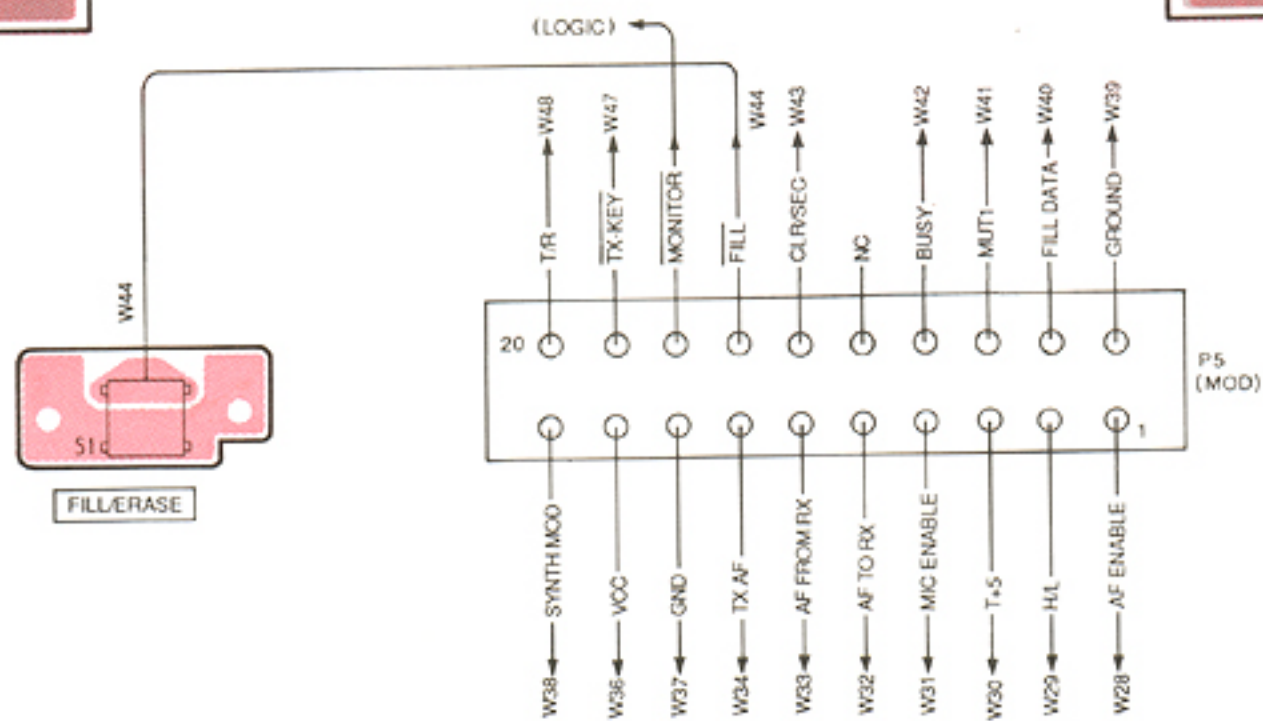 (LOGIC)
W48
W47
W44
W43
W42
W41
W40
W39
T/R
TX-KEY
MONITOR
FILL
CLR/SEC
NC
BUSY
MUT1
FILL DATA
GROUND
W44
20
P5
(MOD)
1
S1
FILL/ERASE
SYNTH MOD
VCC
GND
TX AF
AF FROM RX
AF TO RX
MIC ENABLE
T+5
H/L
AF ENABLE
W38
W36
W37
W34
W33
W32
W31
W30
W29
W28